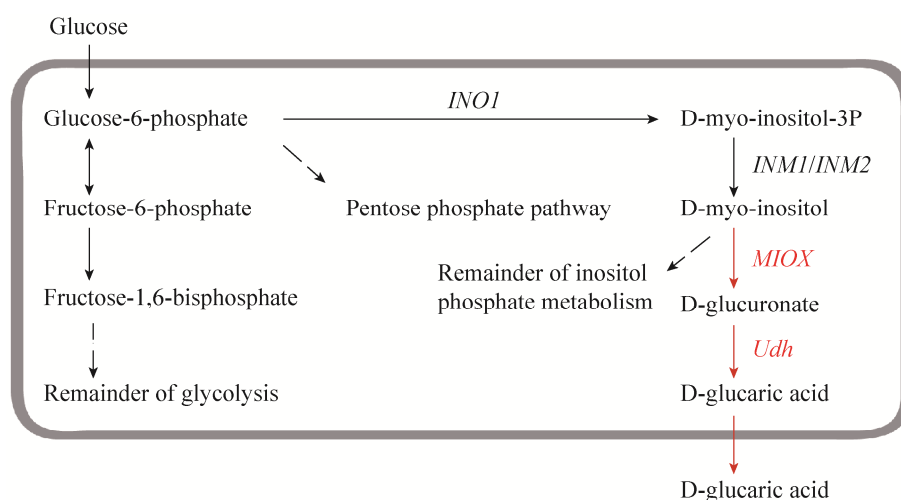 Glucose
Glucose-6-phosphate
INO1
D-myo-inositol-3P
INM1/INM2
Fructose-6-phosphate
Pentose phosphate pathway
D-myo-inositol
MIOX
Remainder of inositol
phosphate metabolism
Fructose-1,6-bisphosphate
D-glucuronate
Udh
Remainder of glycolysis
D-glucaric acid
D-glucaric acid